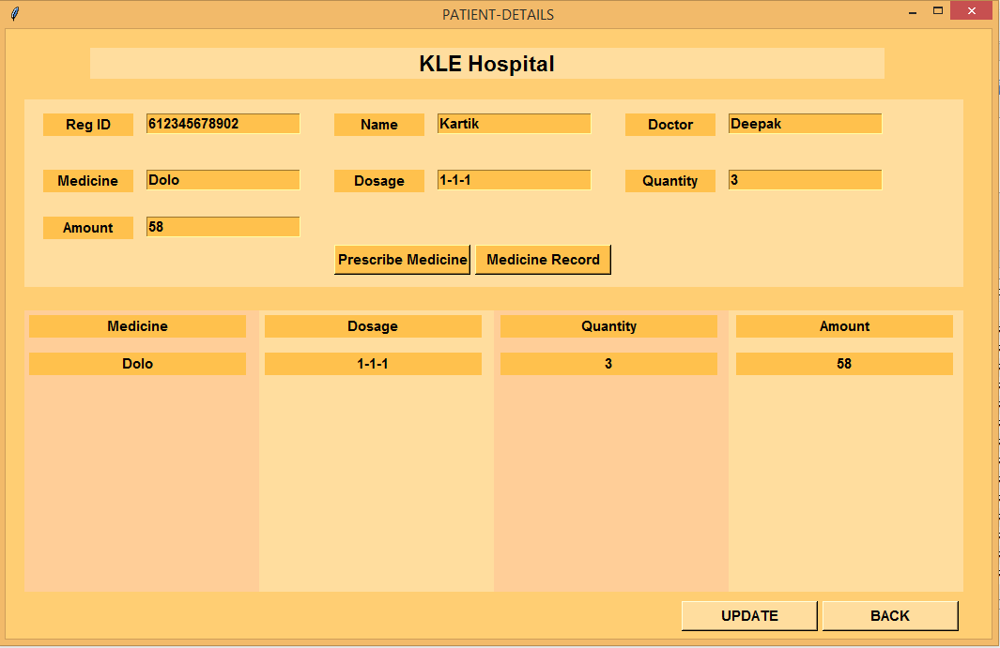 PATIENT-DETAILS
KLE Hospital
Reg ID 612345678902 Name Kartik Doctor Deepak
Medicine Dolo Dosage 1-1-1 Quantity 3
Amount 58
Prescribe Medicine Medicine Record
Medicine Dosage Quantity Amount
Dolo 1-1-1 3 58
UPDATE BACK